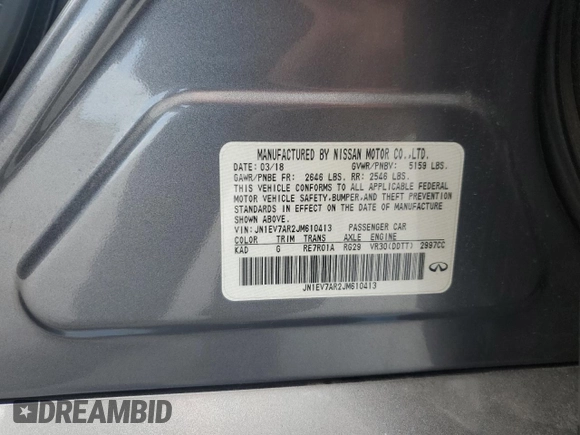 MANUFACTURED BY NISSAN MOTOR CO.,LTD.
DATE: 03/18 GVWR/PNBV: 5159 LBS.
GAWR/PNBE FR: 2646 LBS. RR: 2546 LBS.
THIS VEHICLE CONFORMS TO ALL APPLICABLE FEDERAL
MOTOR VEHICLE SAFETY,BUMPER,AND THEFT PREVENTION
STANDARDS IN EFFECT ON THE DATE OF MANUFACTURE
SHOWN ABOVE.
VIN: JN1EV7AR2JM610413 PASSENGER CAR
COLOR TRIM TRANS AXLE ENGINE
KAD G RE7R01A RG29 VR30(DDTT) 2997CC
JN1EV7AR2JM610413
DREAMBID